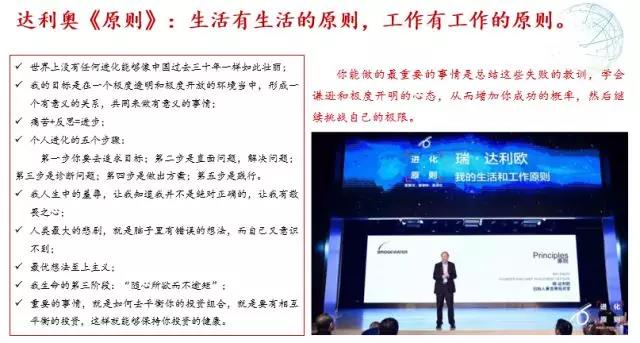 达利奥《原则》：生活有生活的原则，工作有工作的原则。
✓ 世界上没有任何进化能够像中国过去三十年一样如此壮丽；
✓ 我的目标是在一个极度透明和极度开放的环境当中，形成一
个有意义的关系，共同来做有意义的事情；
✓ 痛苦+反思=进步；
✓ 个人进化的五个步骤：
第一步你要去追求目标；第二步是直面问题，解决问题；
第三步是诊断问题；第四步是做出方案；第五步是践行。
✓ 我人生中的羞辱，让我知道我并不是绝对正确的，让我有敬
畏之心；
✓ 人类最大的悲剧，就是脑子里有错误的想法，而自己又意识
不到；
✓ 最优想法至上主义；
✓ 我生命的第三阶段：“随心所欲而不逾矩”；
✓ 重要的事情，就是如何去平衡你的投资组合，就是要有相互
平衡的投资，这样就能够保持你投资的健康。
你能做的最重要的事情是总结这些失败的教训，学会
谦逊和极度开明的心态，从而增加你成功的概率，然后继
续挑战自己的极限。
进化
原则
瑞·达利欧
我的生活和工作原则
BRIDGEWATER
Principles
原则
瑞·达利欧
进化
原则